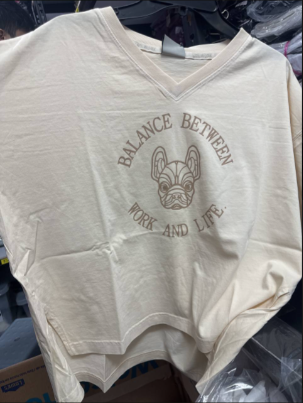 BALANCE BETWEEN
WORK AND LIFE.